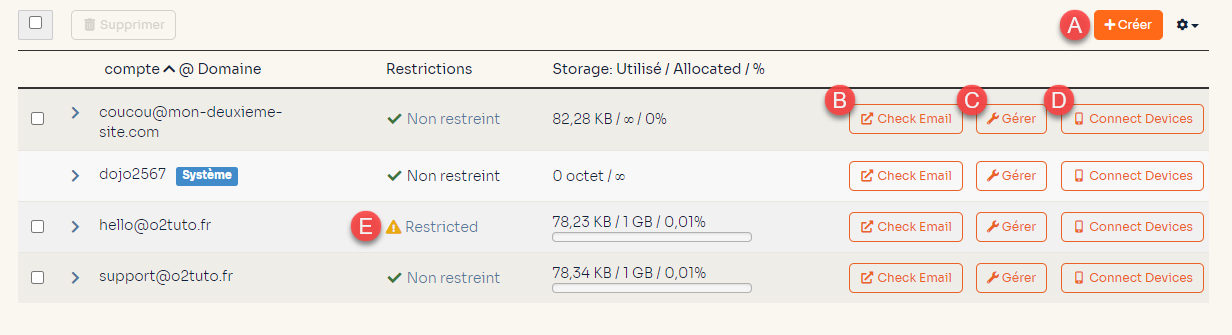 Supprimer A Créer
compte @ Domaine Restrictions Storage: Utilisé / Allocated / %
B C D
coucou@mon-deuxieme-
site.com Non restreint 82,28 KB / ∞ / 0% Check Email Gérer Connect Devices
dojo2567 Système Non restreint 0 octet / ∞ Check Email Gérer Connect Devices
hello@o2tuto.fr E Restricted 78,23 KB / 1 GB / 0,01% Check Email Gérer Connect Devices
support@o2tuto.fr Non restreint 78,34 KB / 1 GB / 0,01% Check Email Gérer Connect Devices